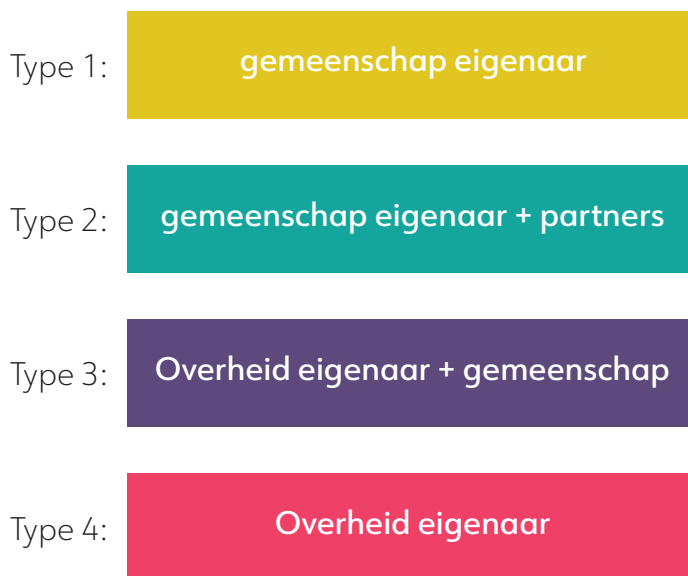 Type 1: gemeenschap eigenaar
Type 2: gemeenschap eigenaar + partners
Type 3: Overheid eigenaar + gemeenschap
Type 4: Overheid eigenaar